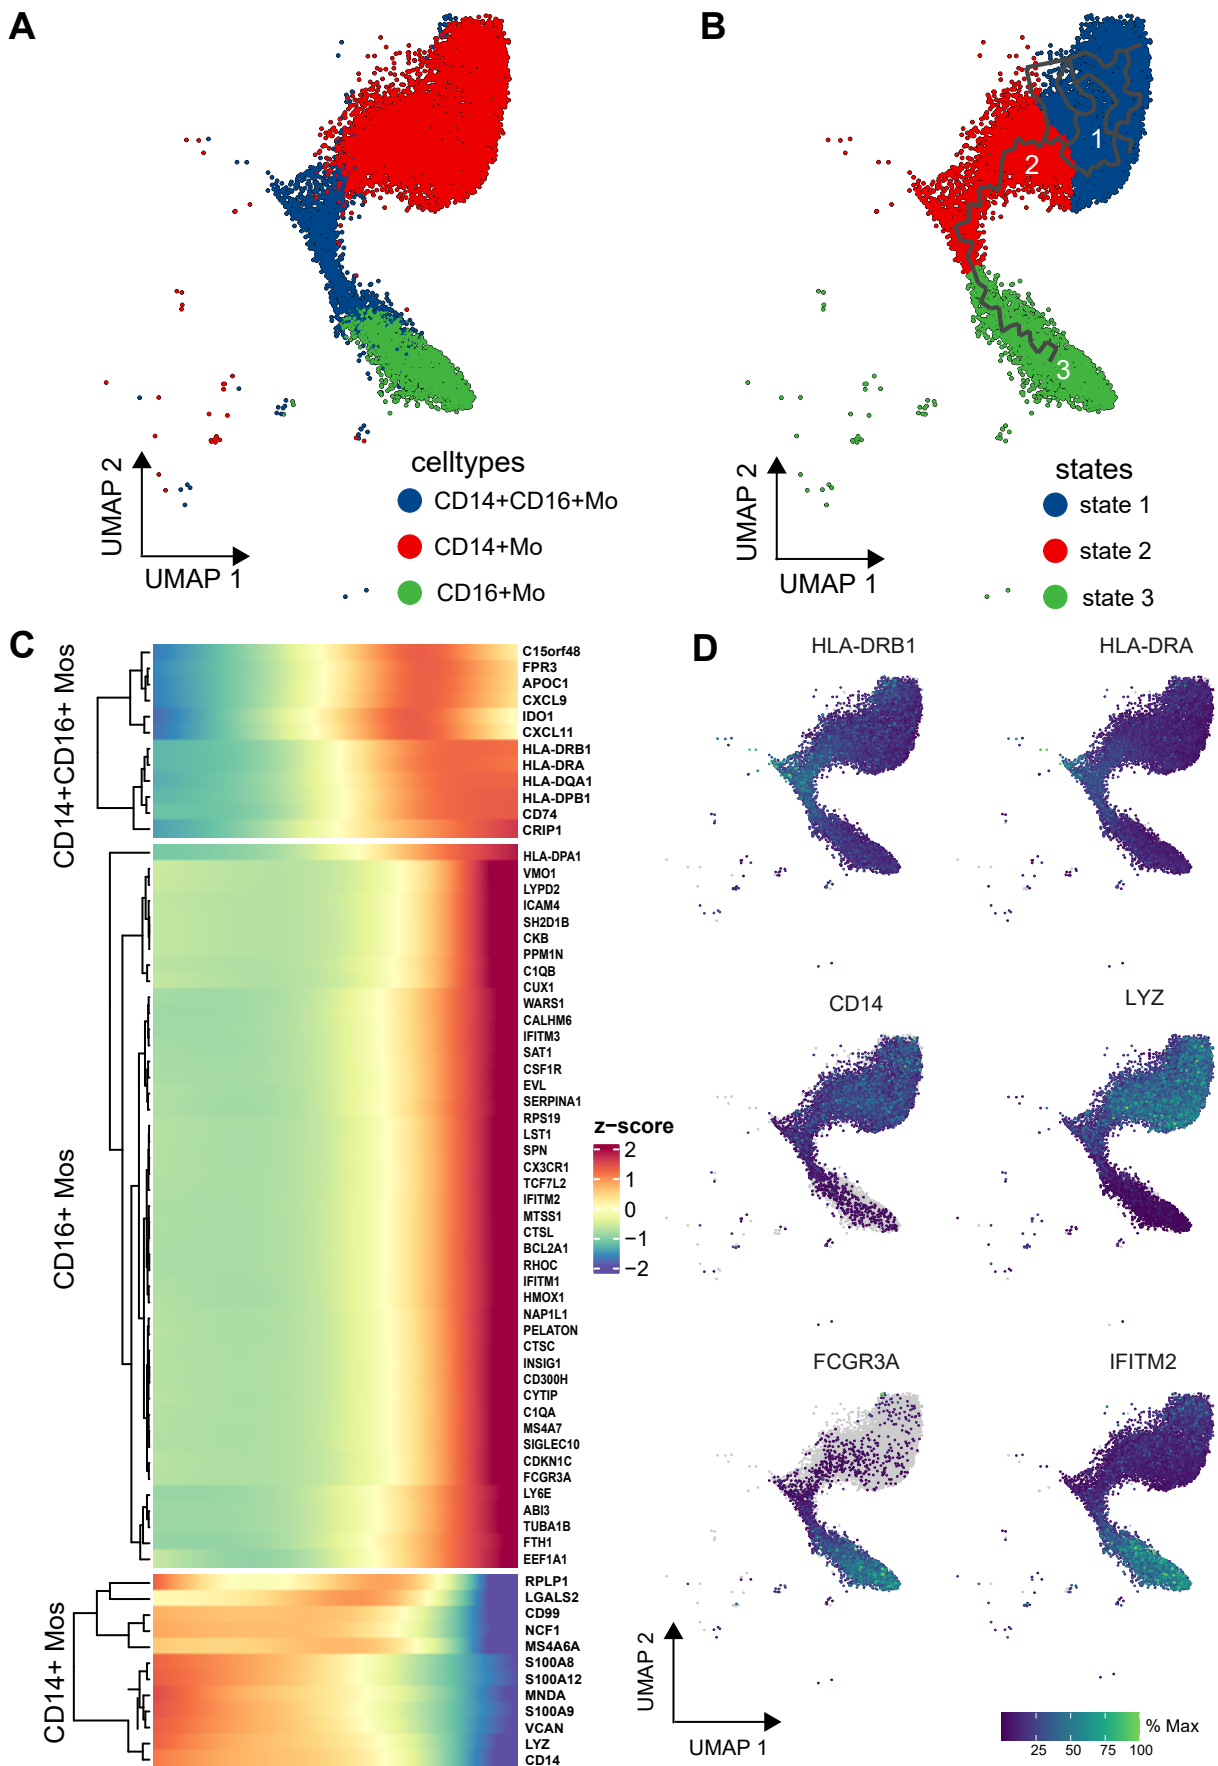 A
UMAP 2
UMAP 1
celltypes
CD14+CD16+Mo
CD14+Mo
CD16+Mo
B
1
2
3
UMAP 2
UMAP 1
states
state 1
state 2
state 3
C
CD14+CD16+ Mos
C15orf48
FPR3
APOC1
CXCL9
IDO1
CXCL11
HLA-DRB1
HLA-DRA
HLA-DQA1
HLA-DPB1
CD74
CRIP1
CD16+ Mos
HLA-DPA1
VMO1
LYPD2
ICAM4
SH2D1B
CKB
PPM1N
C1QB
CUX1
WARS1
CALHM6
IFITM3
SAT1
CSF1R
EVL
SERPINA1
RPS19
LST1
SPN
CX3CR1
TCF7L2
IFITM2
MTSS1
CTSL
BCL2A1
RHOC
IFITM1
HMOX1
NAP1L1
PELATON
CTSC
INSIG1
CD300H
CYTIP
C1QA
MS4A7
SIGLEC10
CDKN1C
FCGR3A
LY6E
ABI3
TUBA1B
FTH1
EEF1A1
CD14+ Mos
RPLP1
LGALS2
CD99
NCF1
MS4A6A
S100A8
S100A12
MNDA
S100A9
VCAN
LYZ
CD14
z−score
2
1
0
−1
−2
D
HLA-DRB1
HLA-DRA
CD14
LYZ
FCGR3A
IFITM2
UMAP 2
UMAP 1
% Max
25 50 75 100